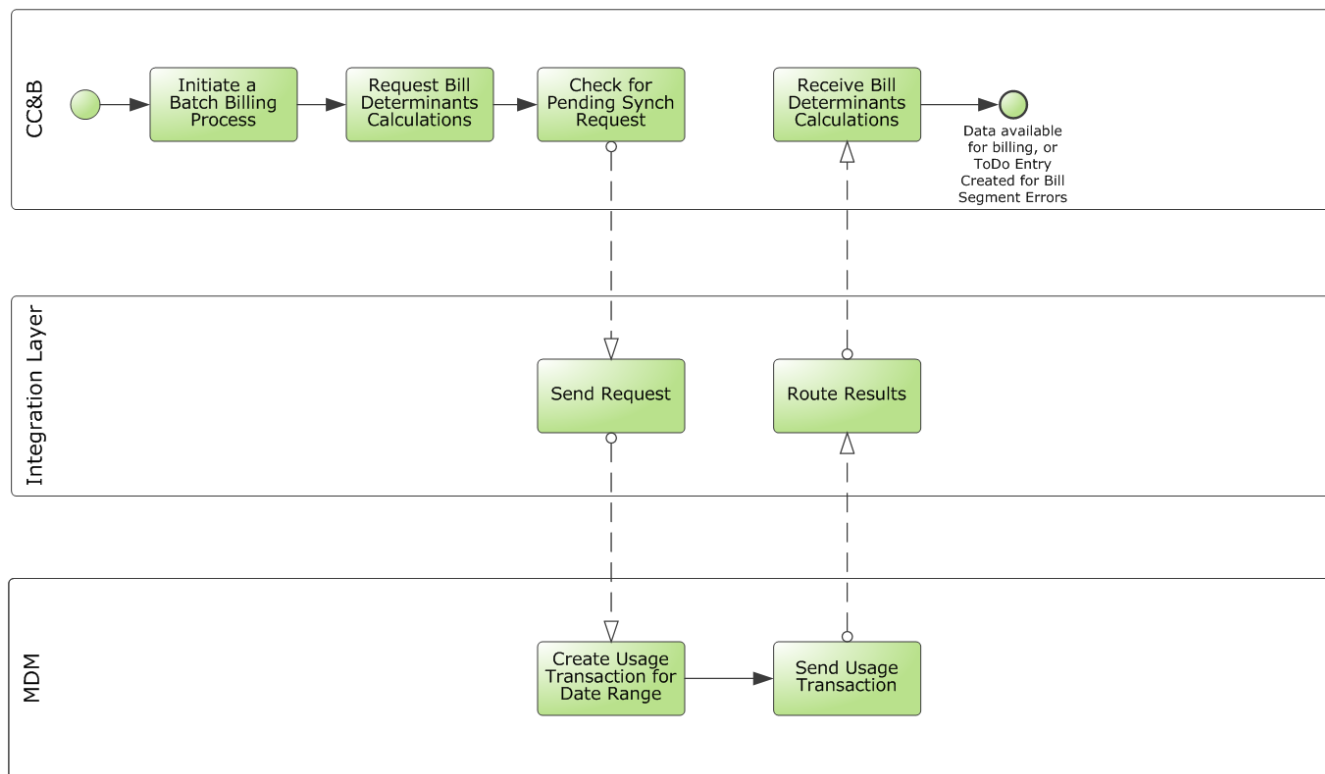 CC&B
Initiate a
Batch Billing
Process
Request Bill
Determinants
Calculations
Check for
Pending Synch
Request
Receive Bill
Determinants
Calculations
Data available
for billing, or
ToDo Entry
Created for Bill
Segment Errors
Integration Layer
Send Request
Route Results
MDM
Create Usage
Transaction for
Date Range
Send Usage
Transaction